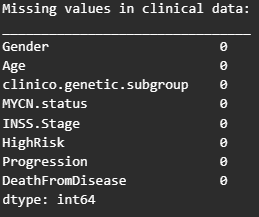 Missing values in clinical data:
_______________________________
Gender 0
Age 0
clinico.genetic.subgroup 0
MYCN.status 0
INSS.Stage 0
HighRisk 0
Progression 0
DeathFromDisease 0
dtype: int64